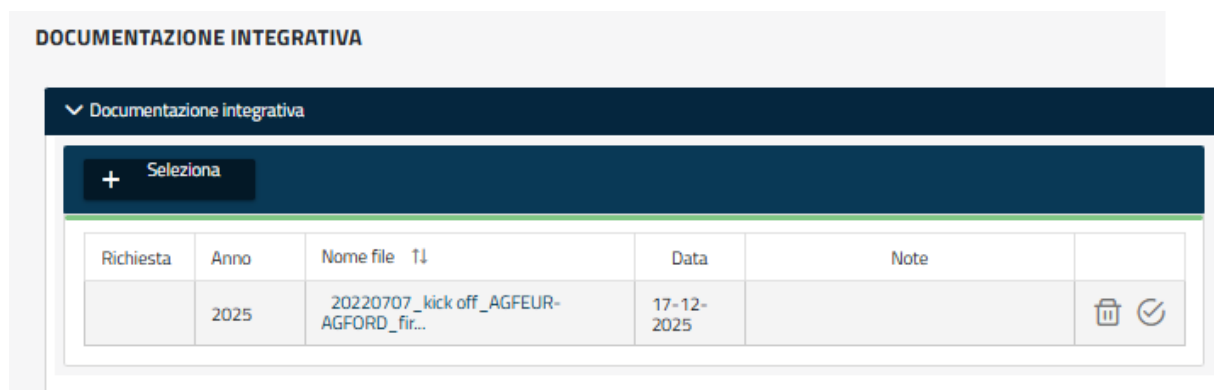 DOCUMENTAZIONE INTEGRATIVA
Documentazione integrativa
Seleziona
Richiesta Anno Nome file Data Note
2025 20220707_kick off_AGFEUR- 17-12-
AGFORD_fir... 2025